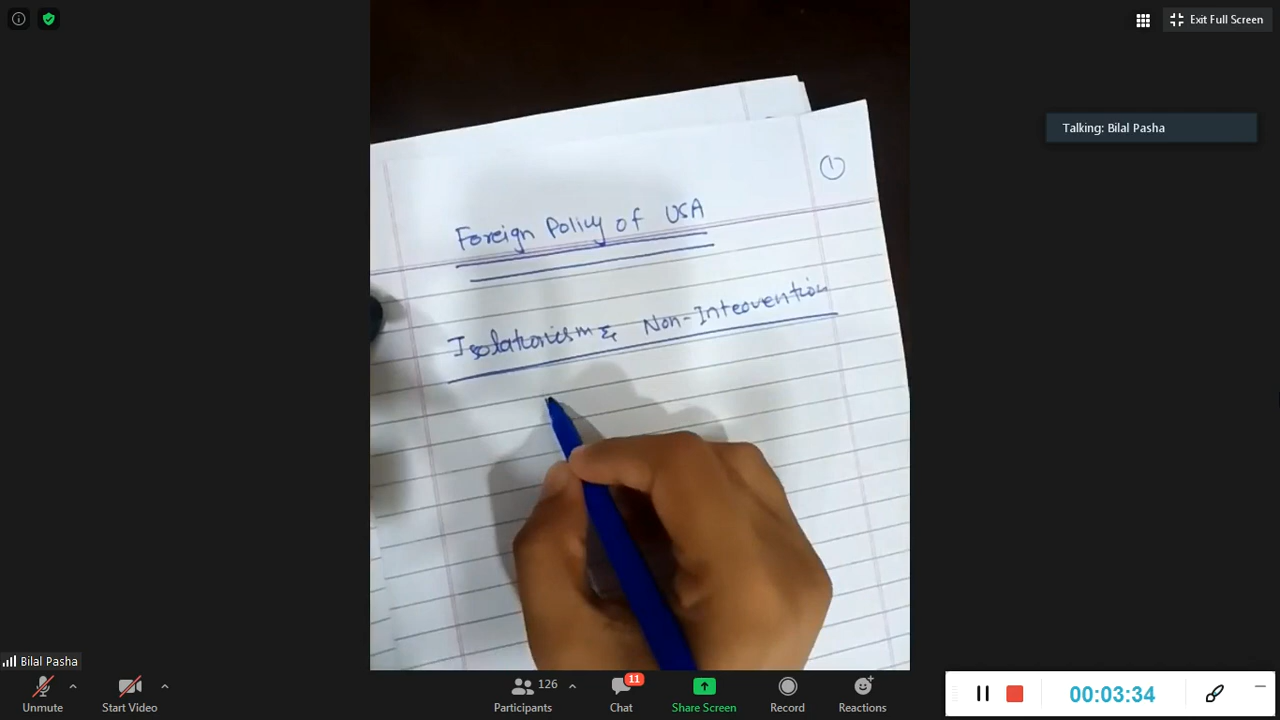 Exit Full Screen
Talking: Bilal Pasha
1
Foreign Policy of USA
Isolationism & Non-Intervention
Bilal Pasha
Unmute
Start Video
126
Participants
11
Chat
Share Screen
Record
Reactions
00:03:34